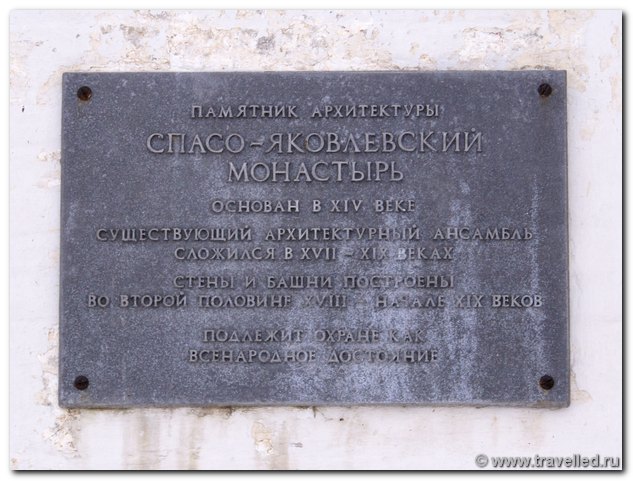 ПАМЯТНИК АРХИТЕКТУРЫ
СПАСО-ЯКОВЛЕВСКИЙ
МОНАСТЫРЬ
ОСНОВАН В XIV ВЕКЕ
СУЩЕСТВУЮЩИЙ АРХИТЕКТУРНЫЙ АНСАМБЛЬ
СЛОЖИЛСЯ В XVII - XIX ВЕКАХ
СТЕНЫ И БАШНИ ПОСТРОЕНЫ
ВО ВТОРОЙ ПОЛОВИНЕ XVIII - НАЧАЛЕ XIX ВЕКОВ
ПОДЛЕЖИТ ОХРАНЕ КАК
ВСЕНАРОДНОЕ ДОСТОЯНИЕ
© www.travelled.ru